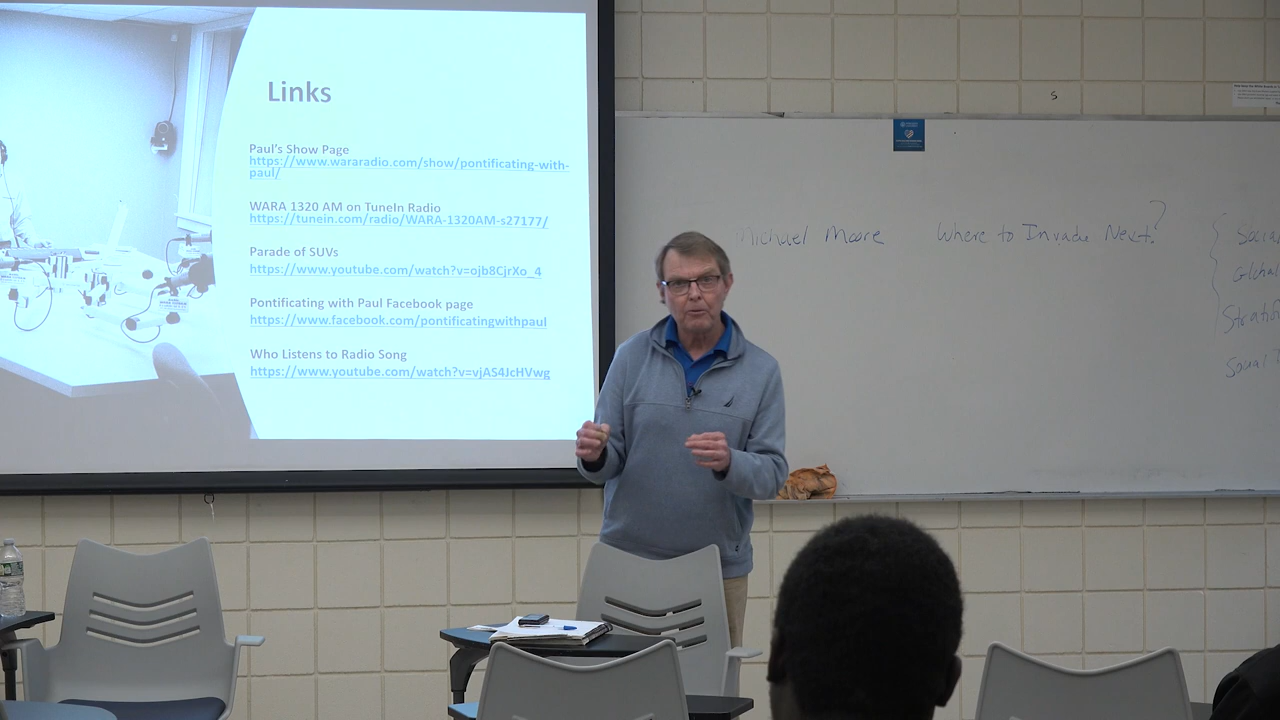 Links
Paul's Show Page
https://www.wararadio.com/show/pontificating-with-
paul/
WARA 1320 AM on TuneIn Radio
https://tunein.com/radio/WARA-1320AM-s27177/
Parade of SUVs
https://www.youtube.com/watch?v=ojb8CjrXo_4
Pontificating with Paul Facebook page
https://www.facebook.com/pontificatingwithpaul
Who Listens to Radio Song
https://www.youtube.com/watch?v=vjAS4JcHVwg
S
Michael Moore Where to Invade Next?